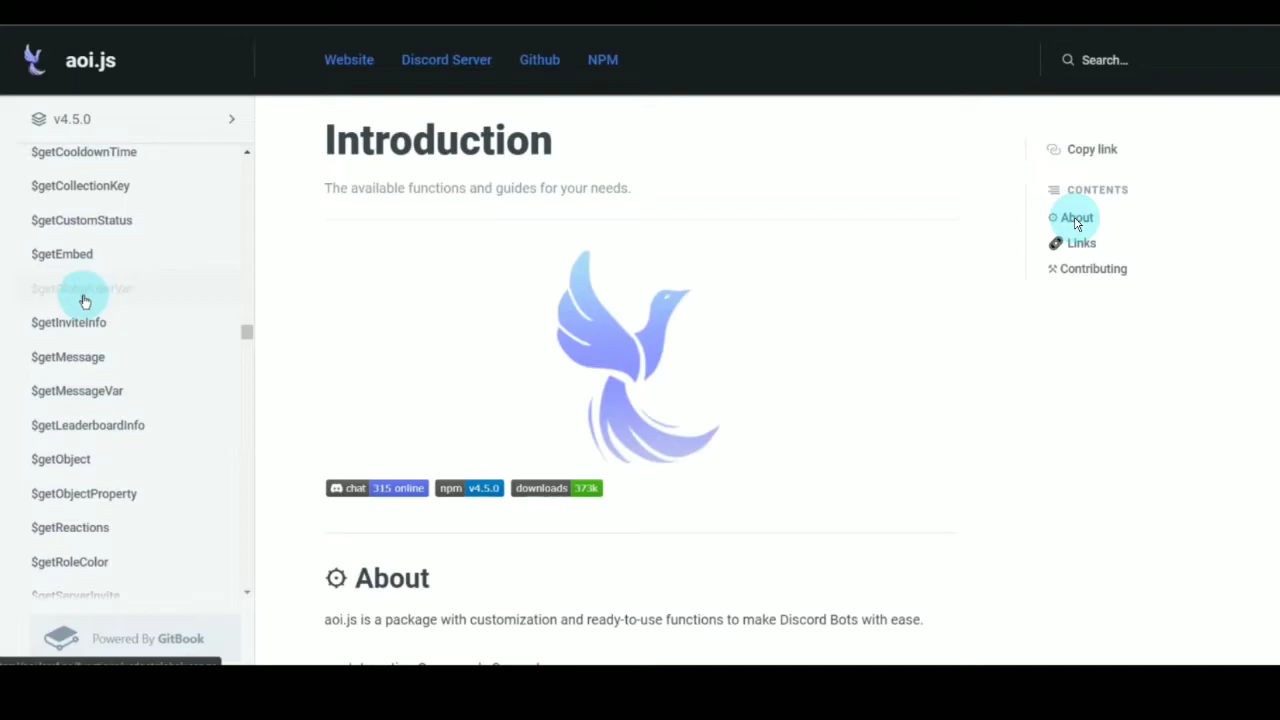 aoi.js
Website
Discord Server
Github
NPM
Search...
v4.5.0
$getCooldownTime
$getCollectionKey
$getCustomStatus
$getEmbed
$getInviteInfo
$getMessage
$getMessageVar
$getLeaderboardInfo
$getObject
$getObjectProperty
$getReactions
$getRoleColor
$getServerInvite
Powered By GitBook
Introduction
The available functions and guides for your needs.
chat 315 online
npm v4.5.0
downloads 373k
About
aoi.js is a package with customization and ready-to-use functions to make Discord Bots with ease.
Copy link
CONTENTS
About
Links
Contributing